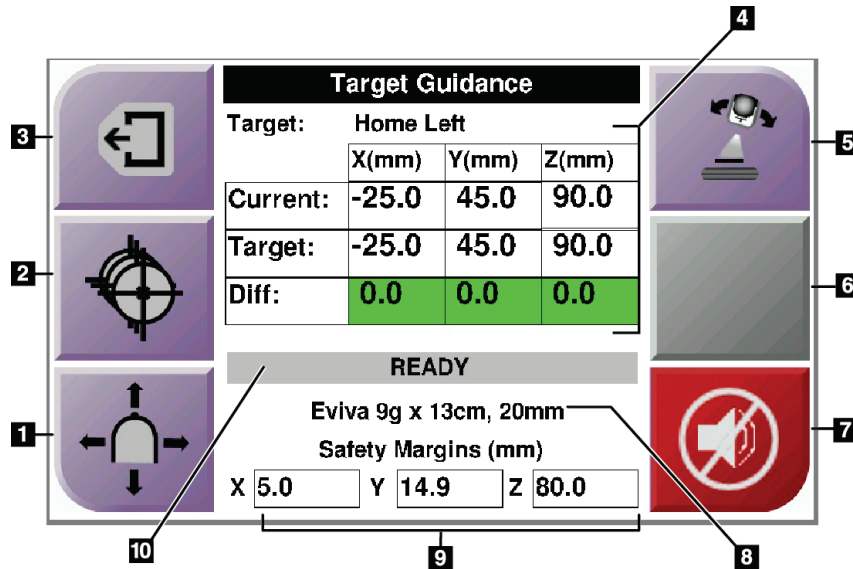 4
Target Guidance
3
Target: Home Left
5
X(mm) Y(mm) Z(mm)
Current: -25.0 45.0 90.0
Target: -25.0 45.0 90.0
2
6
Diff: 0.0 0.0 0.0
READY
Eviva 9g x 13cm, 20mm
1
7
Safety Margins (mm)
X 5.0 Y 14.9 Z 80.0
10
9
8